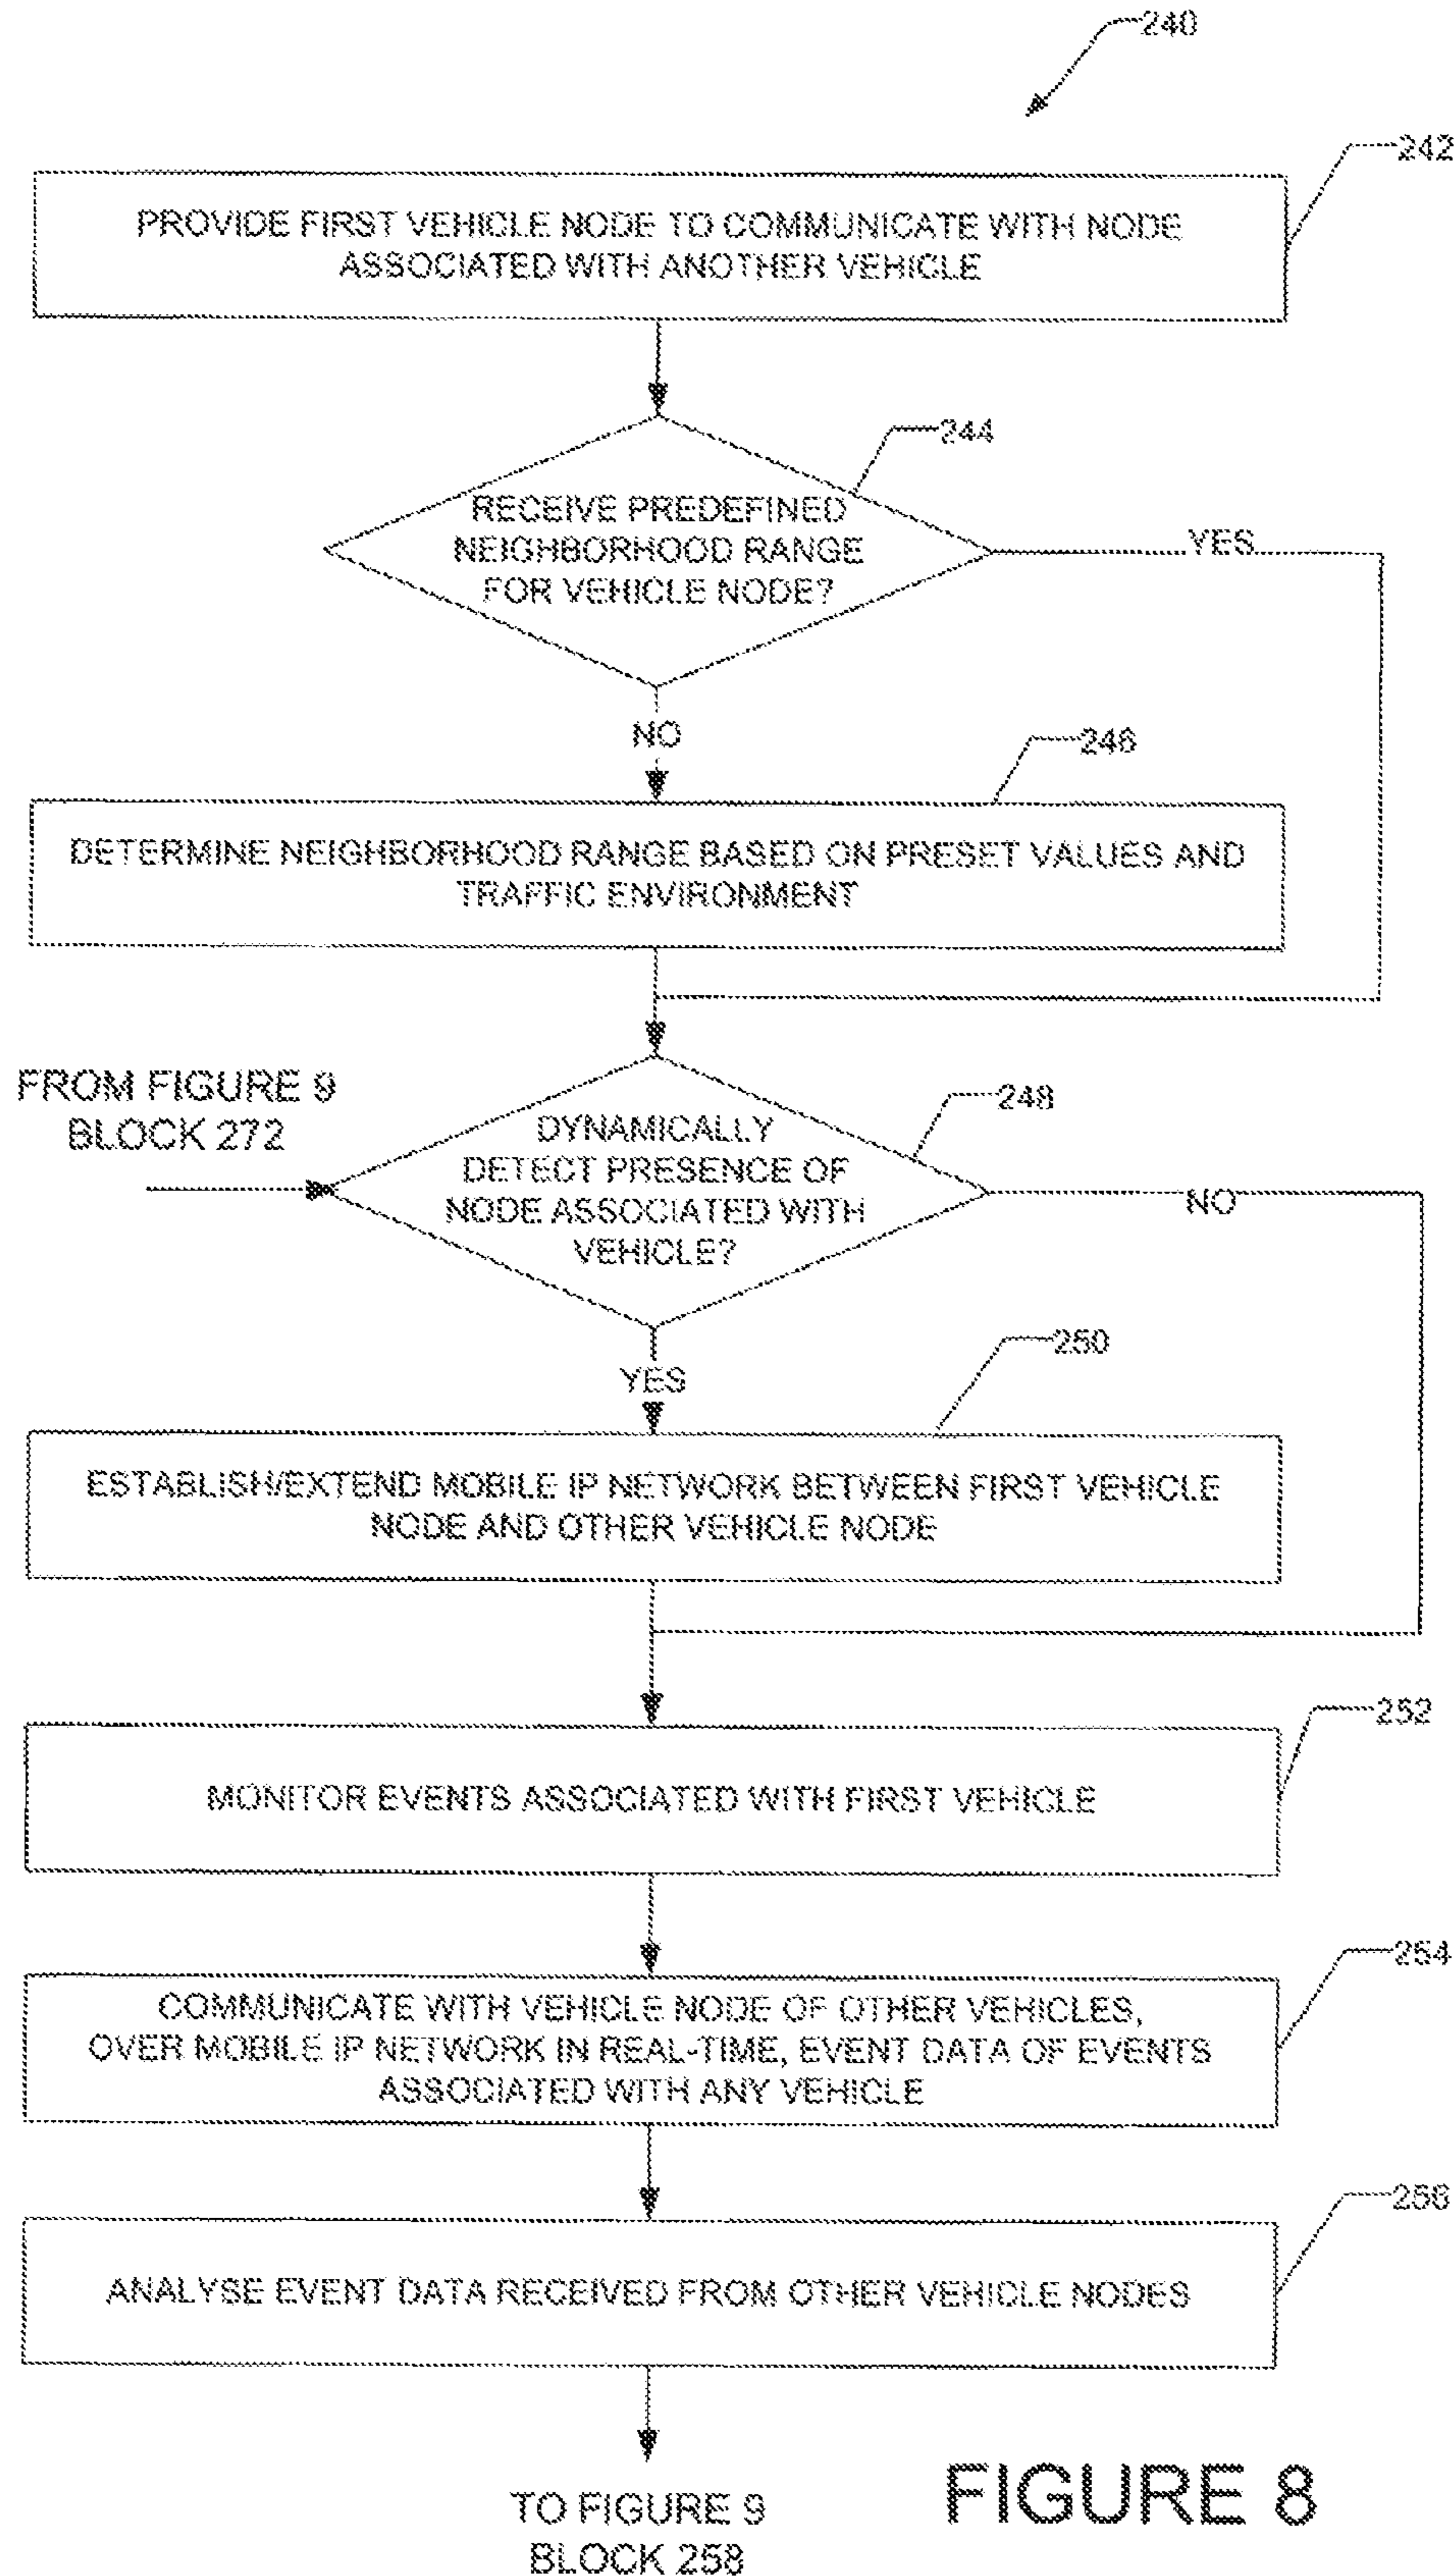 240
242
PROVIDE FIRST VEHICLE NODE TO COMMUNICATE WITH NODE
ASSOCIATED WITH ANOTHER VEHICLE
244
RECEIVE PREDEFINED
NEIGHBORHOOD RANGE
FOR VEHICLE NODE?
YES
NO
246
DETERMINE NEIGHBORHOOD RANGE BASED ON PRESET VALUES AND
TRAFFIC ENVIRONMENT
FROM FIGURE 9
BLOCK 272
248
DYNAMICALLY
DETECT PRESENCE OF
NODE ASSOCIATED WITH
VEHICLE?
NO
YES
250
ESTABLISH/EXTEND MOBILE IP NETWORK BETWEEN FIRST VEHICLE
NODE AND OTHER VEHICLE NODE
252
MONITOR EVENTS ASSOCIATED WITH FIRST VEHICLE
254
COMMUNICATE WITH VEHICLE NODE OF OTHER VEHICLES,
OVER MOBILE IP NETWORK IN REAL-TIME, EVENT DATA OF EVENTS
ASSOCIATED WITH ANY VEHICLE
256
ANALYSE EVENT DATA RECEIVED FROM OTHER VEHICLE NODES
TO FIGURE 9
BLOCK 258
FIGURE 8